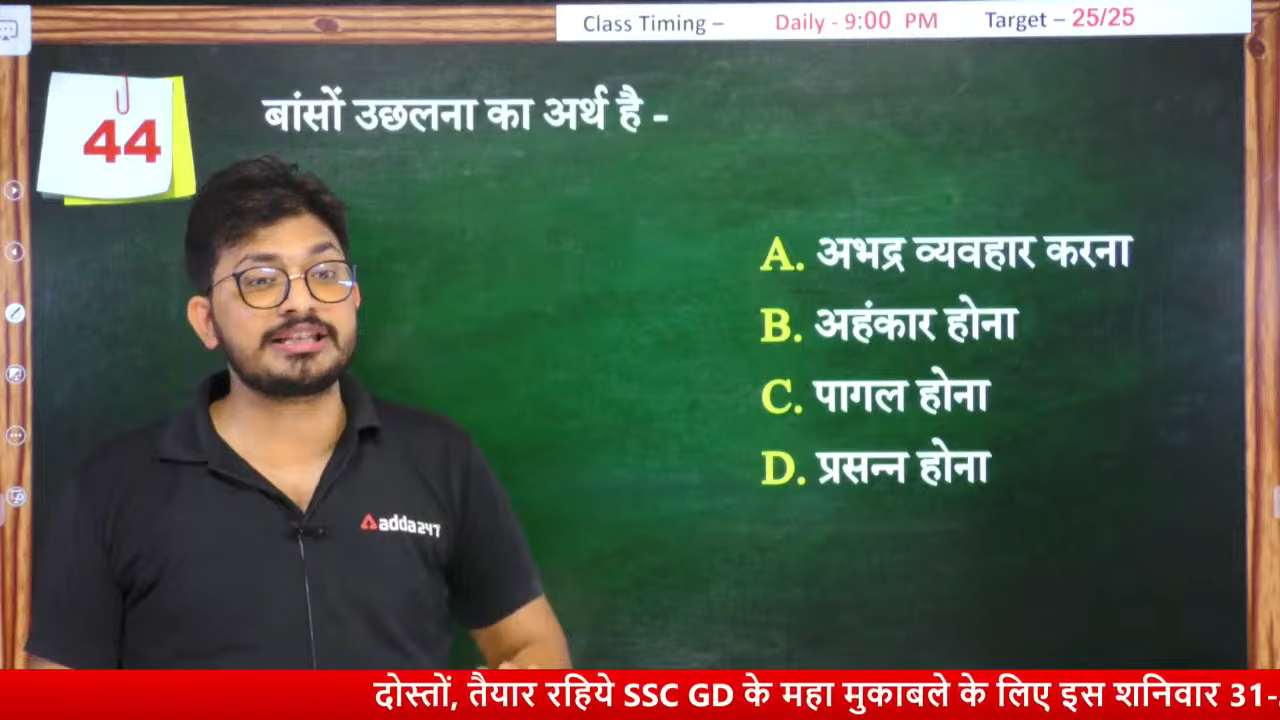 Class Timing – Daily - 9:00 PM Target – 25/25
44
बांसों उछलना का अर्थ है -
A. अभद्र व्यवहार करना
B. अहंकार होना
C. पागल होना
D. प्रसन्न होना
adda247
दोस्तों, तैयार रहिये SSC GD के महा मुकाबले के लिए इस शनिवार 31-